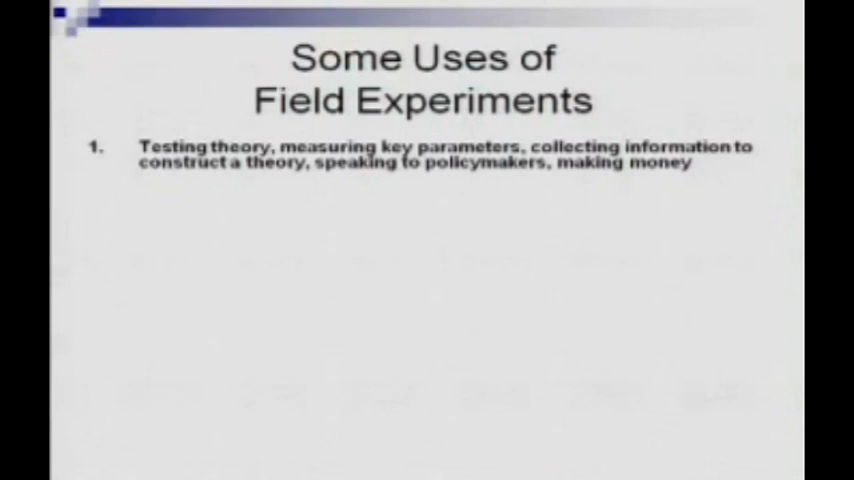 Some Uses of
Field Experiments
1. Testing theory, measuring key parameters, collecting information to
construct a theory, speaking to policymakers, making money